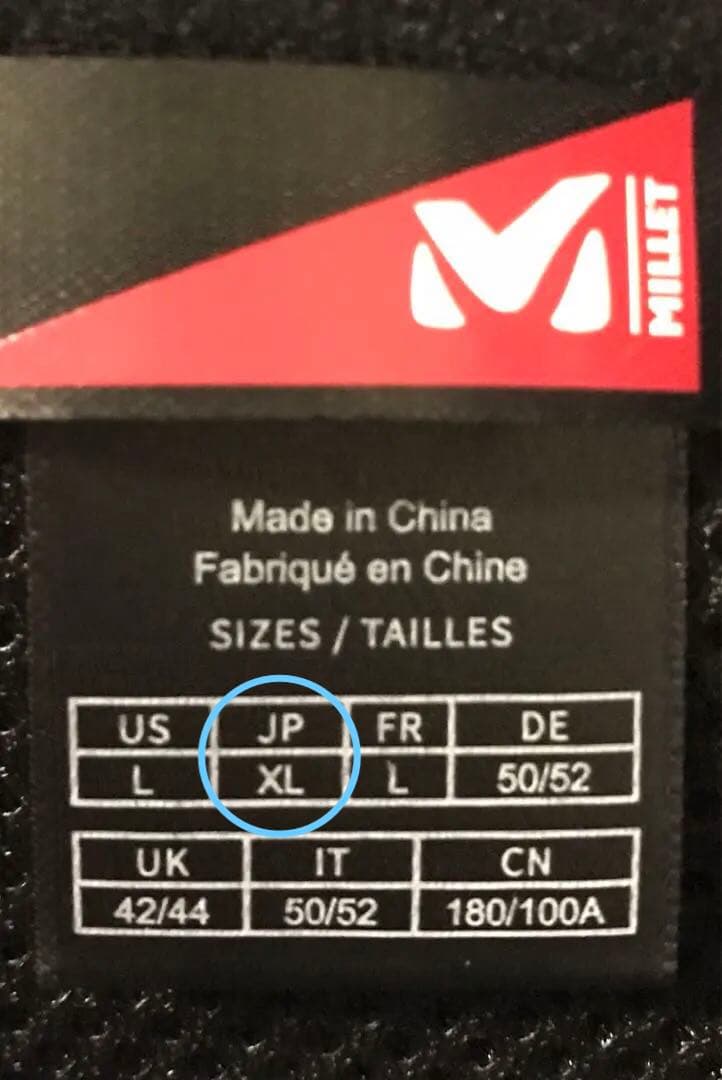 MILLET
Made in China
Fabriqué en Chine
SIZES / TAILLES
US JP FR DE
L XL L 50/52
UK IT CN
42/44 50/52 180/100A